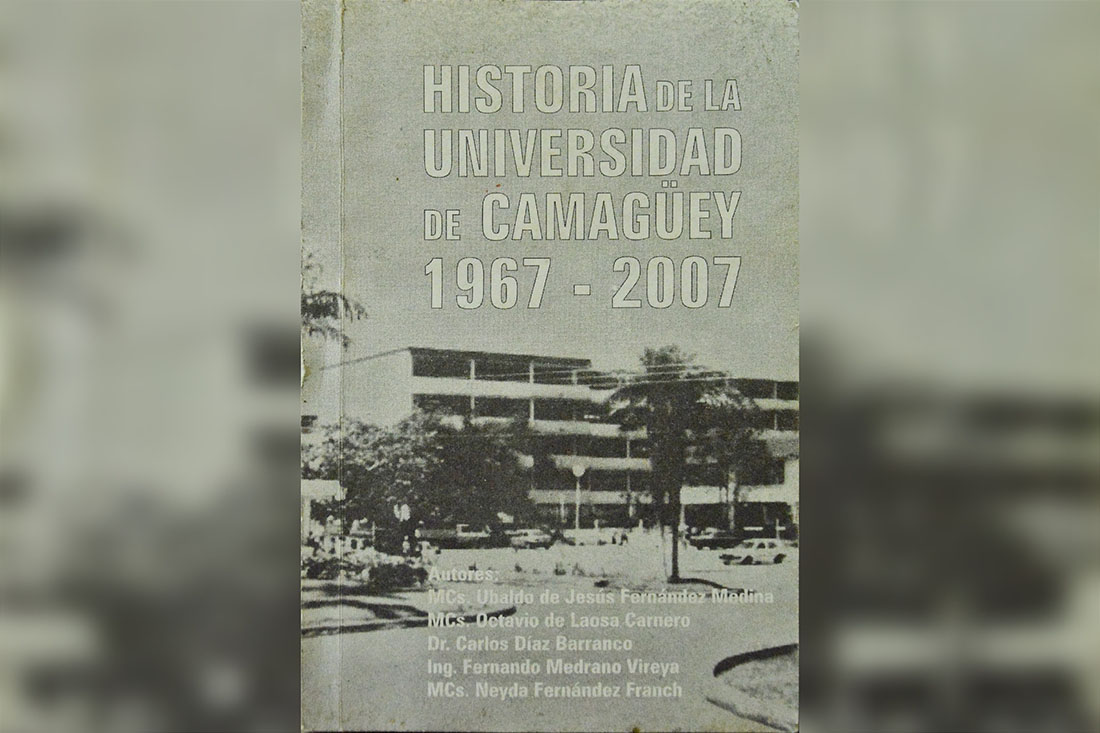 HISTORIA DE LA
UNIVERSIDAD
DE CAMAGÜEY
1967 - 2007
Autores:
MCs. Ubaldo de Jesús Fernández Medina
MCs. Octavio de Laosa Carnero
Dr. Carlos Díaz Barranco
Ing. Fernando Medrano Vireya
MCs. Neyda Fernández Franch